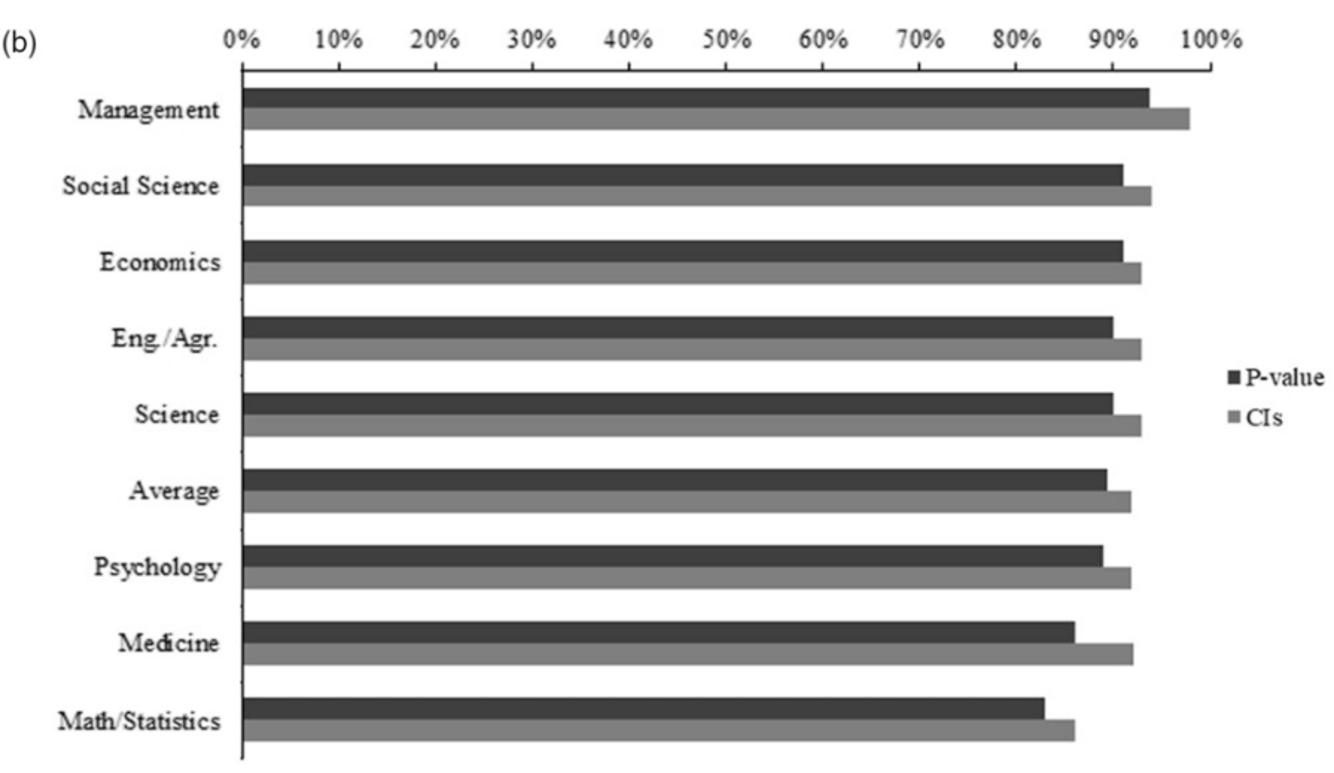 (b)
0% 10% 20% 30% 40% 50% 60% 70% 80% 90% 100%
Management
Social Science
Economics
Eng./Agr.
Science
Average
Psychology
Medicine
Math/Statistics
P-value
CIs